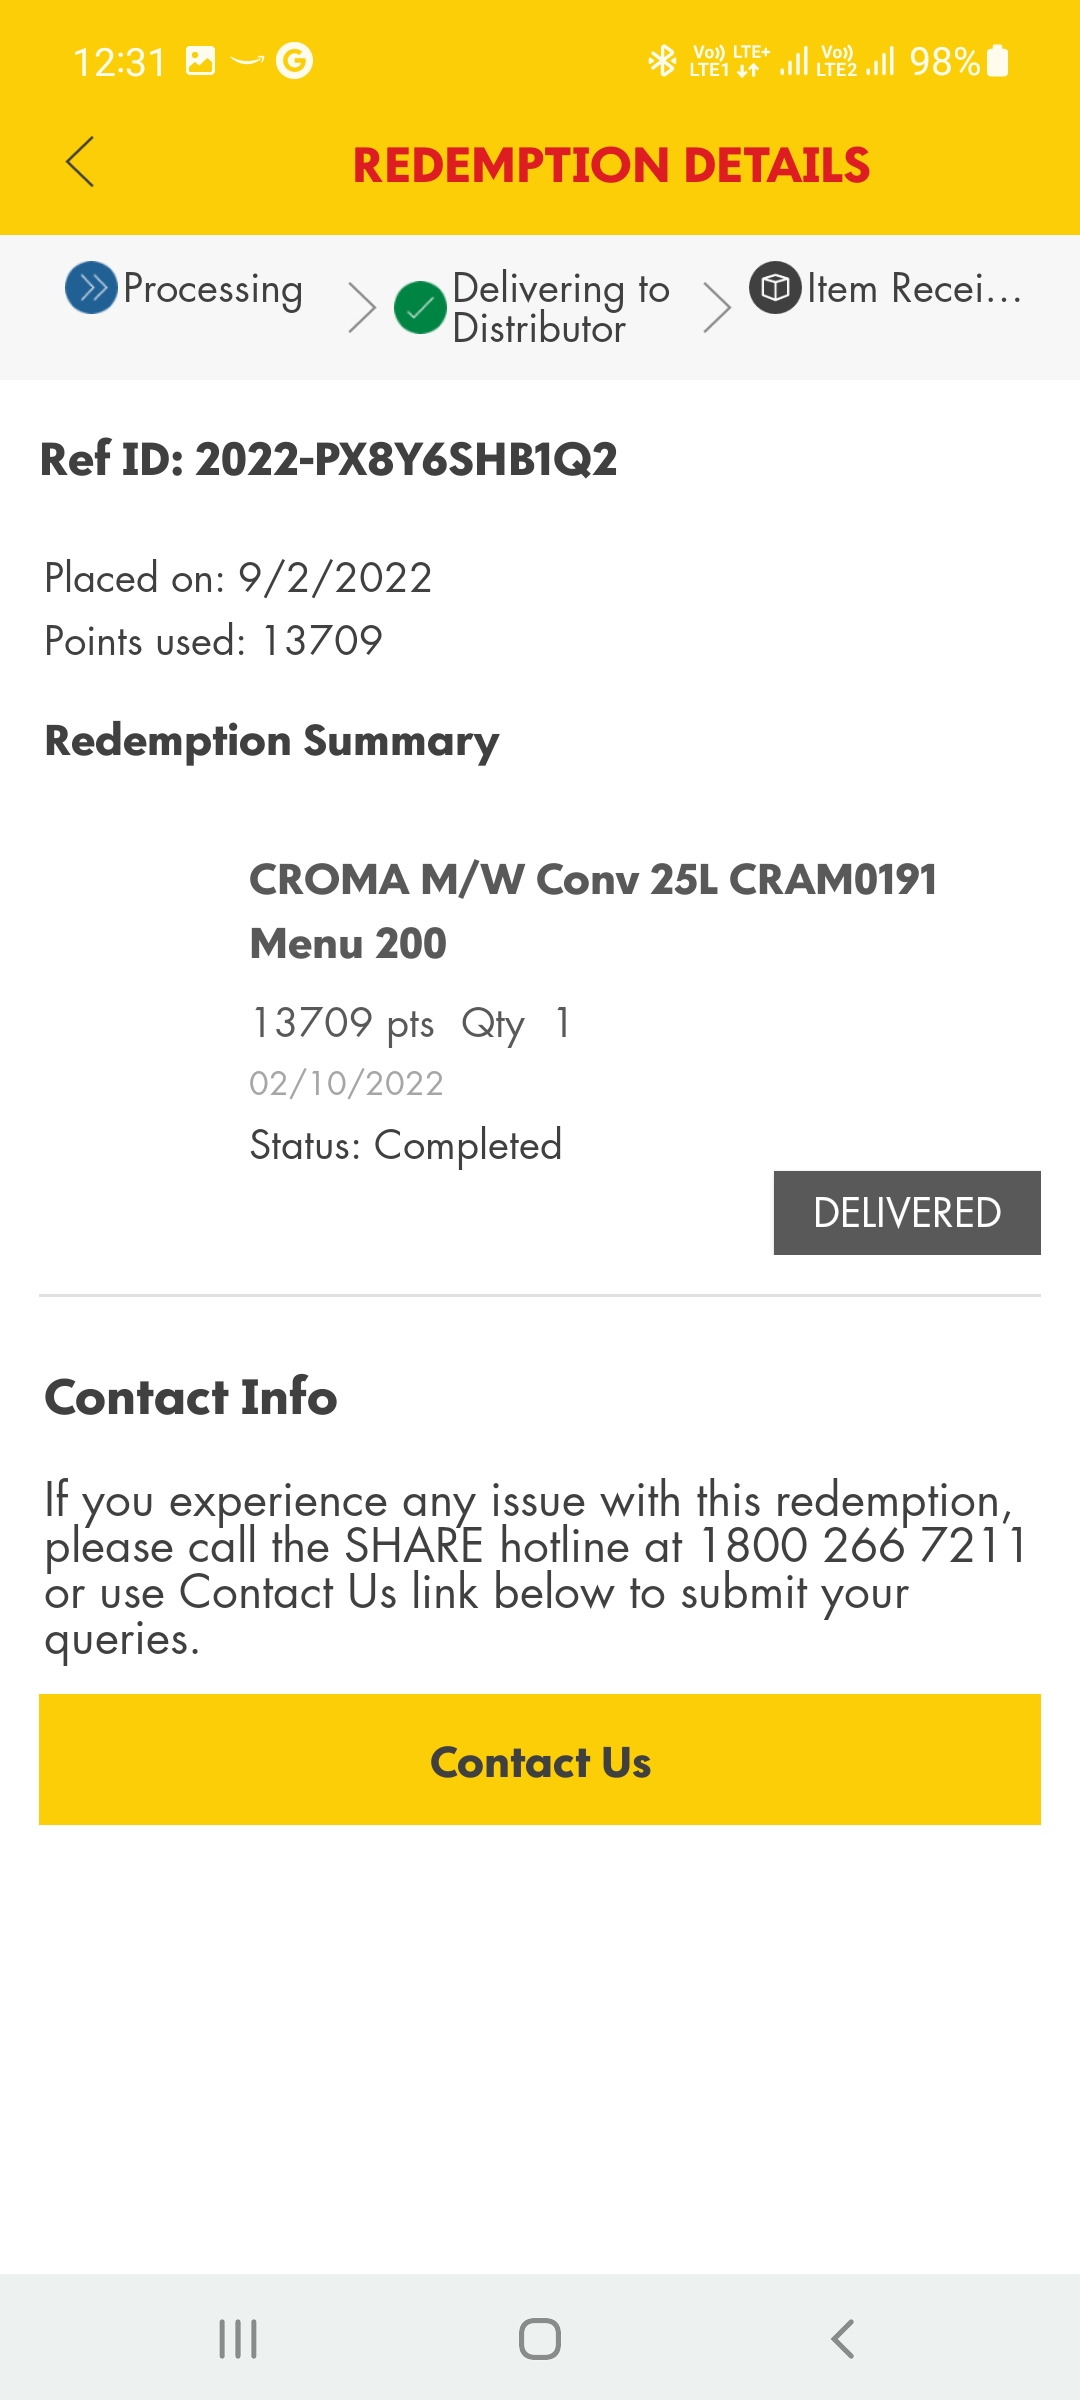 12:31 G Vo)) LTE1 LTE+ Vo)) LTE2 98%
REDEMPTION DETAILS
Processing
Delivering to
Distributor
Item Recei...
Ref ID: 2022-PX8Y6SHB1Q2
Placed on: 9/2/2022
Points used: 13709
Redemption Summary
CROMA M/W Conv 25L CRAM0191
Menu 200
13709 pts Qty 1
02/10/2022
Status: Completed
DELIVERED
Contact Info
If you experience any issue with this redemption,
please call the SHARE hotline at 1800 266 7211
or use Contact Us link below to submit your
queries.
Contact Us